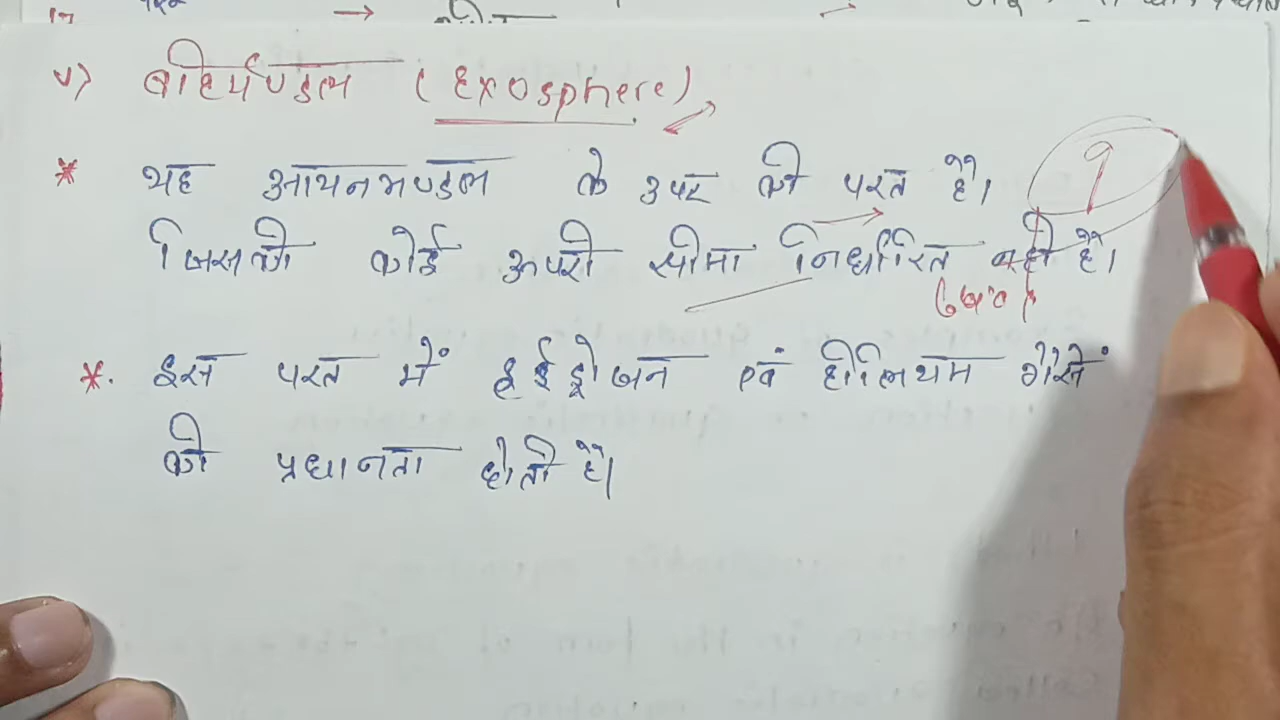 v) बहिर्मण्डल (Exosphere)
* यह आयनमण्डल के उपर की परत है।
जिसकी कोई ऊपरी सीमा निर्धारित नही है।
*. इस परत में हाईड्रोजन एवं हीलियम गैसों
की प्रधानता होती है।